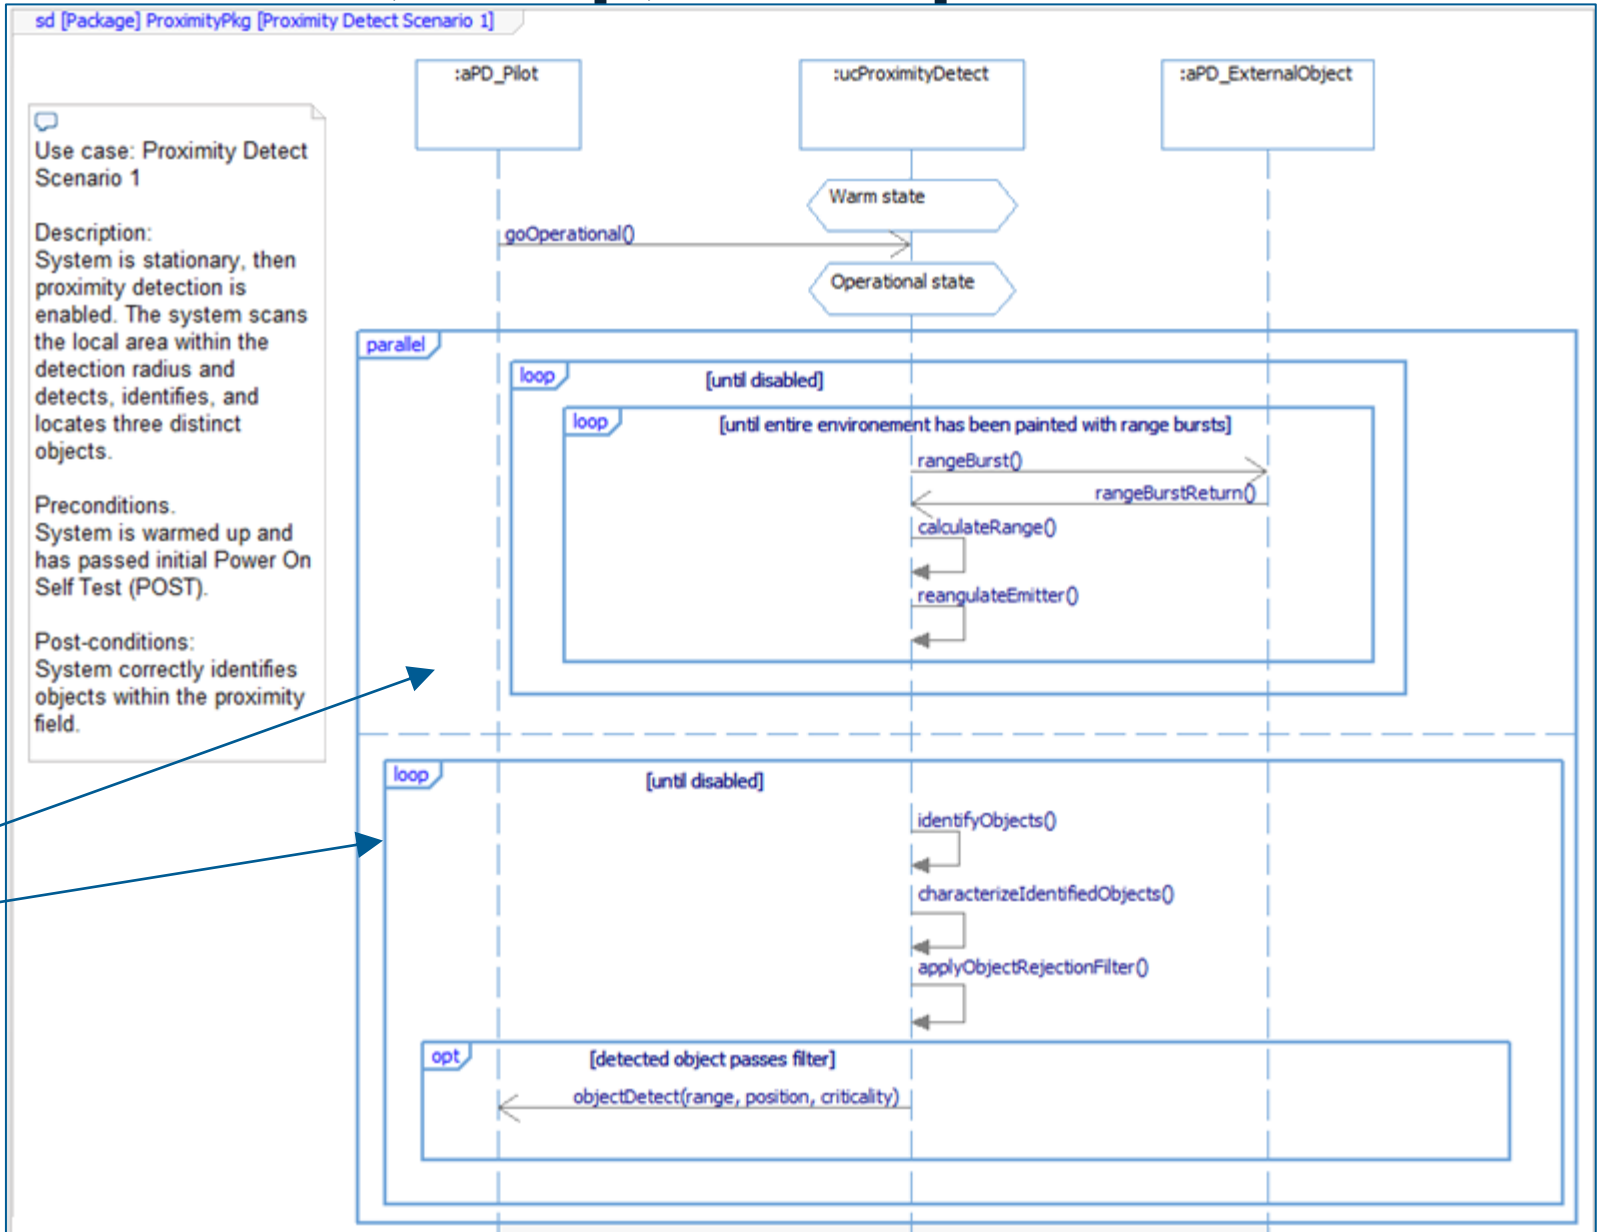 sd [Package] ProximityPkg [Proximity Detect Scenario 1]
:aPD_Pilot
:ucProximityDetect
:aPD_ExternalObject
Use case: Proximity Detect
Scenario 1
Description:
System is stationary, then
proximity detection is
enabled. The system scans
the local area within the
detection radius and
detects, identifies, and
locates three distinct
objects.
Preconditions.
System is warmed up and
has passed initial Power On
Self Test (POST).
Post-conditions:
System correctly identifies
objects within the proximity
field.
Warm state
goOperational()
Operational state
parallel
loop
[until disabled]
loop
[until entire environement has been painted with range bursts]
rangeBurst()
rangeBurstReturn()
calculateRange()
reangulateEmitter()
loop
[until disabled]
identifyObjects()
characterizeIdentifiedObjects()
applyObjectRejectionFilter()
opt
[detected object passes filter]
objectDetect(range, position, criticality)